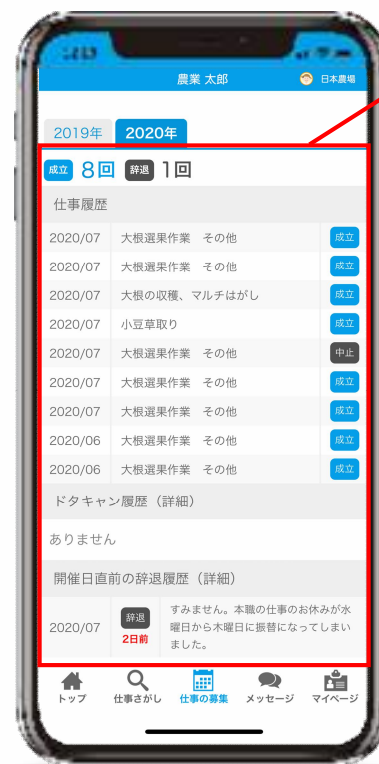 農業 太郎
日本農場
2019年 2020年
成立 8回 辞退 1回
仕事履歴
2020/07 大根選果作業 その他 成立
2020/07 大根選果作業 その他 成立
2020/07 大根の収穫、マルチはがし 成立
2020/07 小豆草取り 成立
2020/07 大根選果作業 その他 中止
2020/07 大根選果作業 その他 成立
2020/07 大根選果作業 その他 成立
2020/06 大根選果作業 その他 成立
2020/06 大根選果作業 その他 成立
ドタキャン履歴（詳細）
ありません
開催日直前の辞退履歴（詳細）
2020/07 辞退 2日前
すみません。本職の仕事のお休みが水
曜日から木曜日に振替になってしまい
ました。
トップ 仕事さがし 仕事の募集 メッセージ マイページ